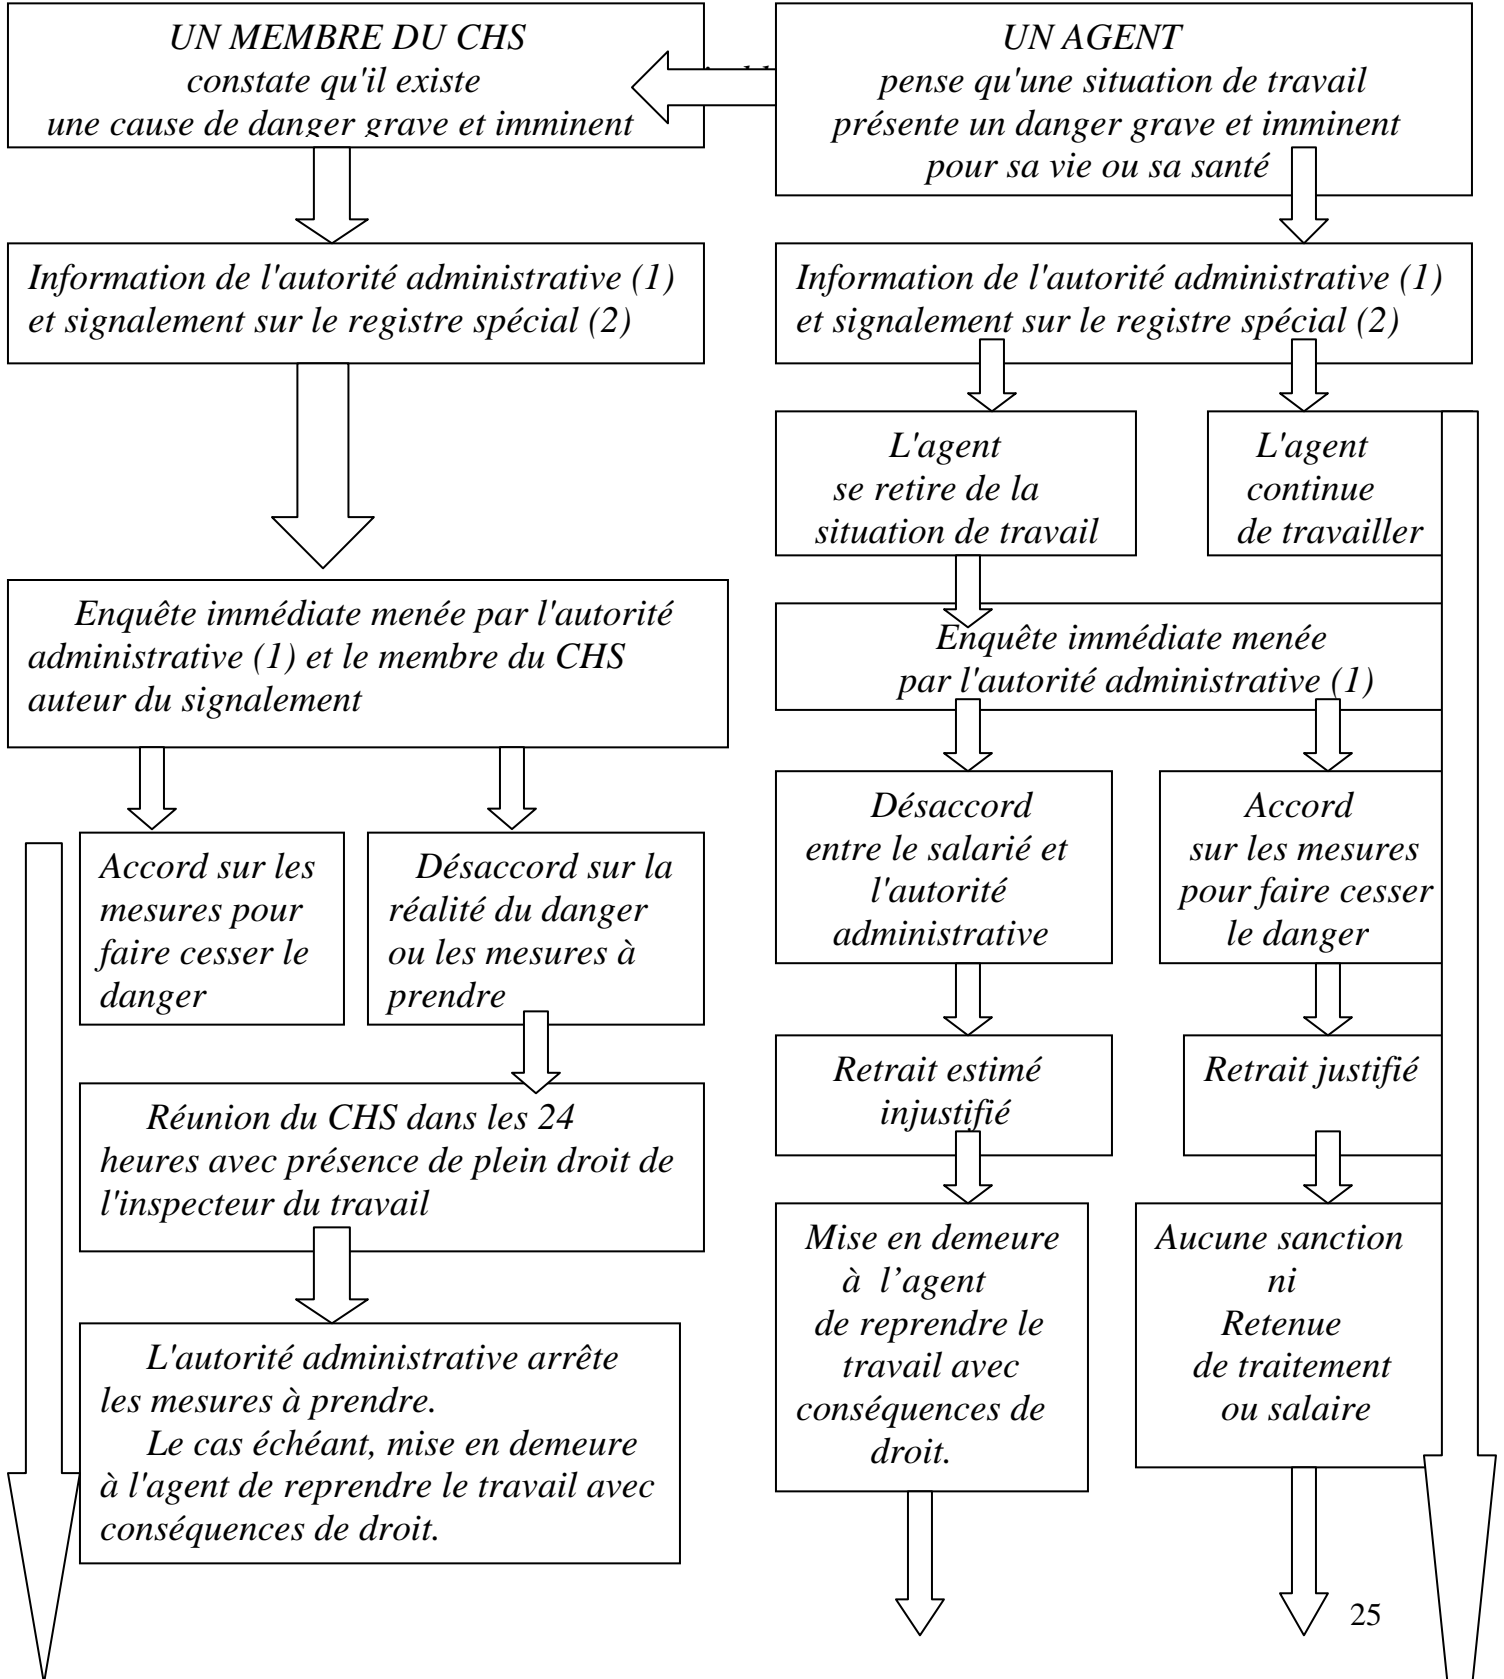 UN MEMBRE DU CHS
constate qu'il existe
une cause de danger grave et imminent
UN AGENT
pense qu'une situation de travail
présente un danger grave et imminent
pour sa vie ou sa santé
Information de l'autorité administrative (1)
et signalement sur le registre spécial (2)
Information de l'autorité administrative (1)
et signalement sur le registre spécial (2)
L'agent
se retire de la
situation de travail
L'agent
continue
de travailler
Enquête immédiate menée par l'autorité
administrative (1) et le membre du CHS
auteur du signalement
Enquête immédiate menée
par l'autorité administrative (1)
Accord sur les
mesures pour
faire cesser le
danger
Désaccord sur la
réalité du danger
ou les mesures à
prendre
Désaccord
entre le salarié et
l'autorité
administrative
Accord
sur les mesures
pour faire cesser
le danger
Retrait estimé
injustifié
Retrait justifié
Réunion du CHS dans les 24
heures avec présence de plein droit de
l'inspecteur du travail
Mise en demeure
à l’agent
de reprendre le
travail avec
conséquences de
droit.
Aucune sanction
ni
Retenue
de traitement
ou salaire
L'autorité administrative arrête
les mesures à prendre.
Le cas échéant, mise en demeure
à l'agent de reprendre le travail avec
conséquences de droit.
25